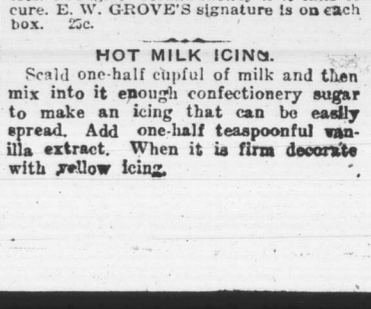 cure. E. W. GROVE'S signature is on each
box. 25c.
HOT MILK ICING.
Scald one-half cupful of milk and then
mix into it enough confectionery sugar
to make an icing that can be easily
spread. Add one-half teaspoonful van-
illa extract. When it is firm decorate
with yellow icing.